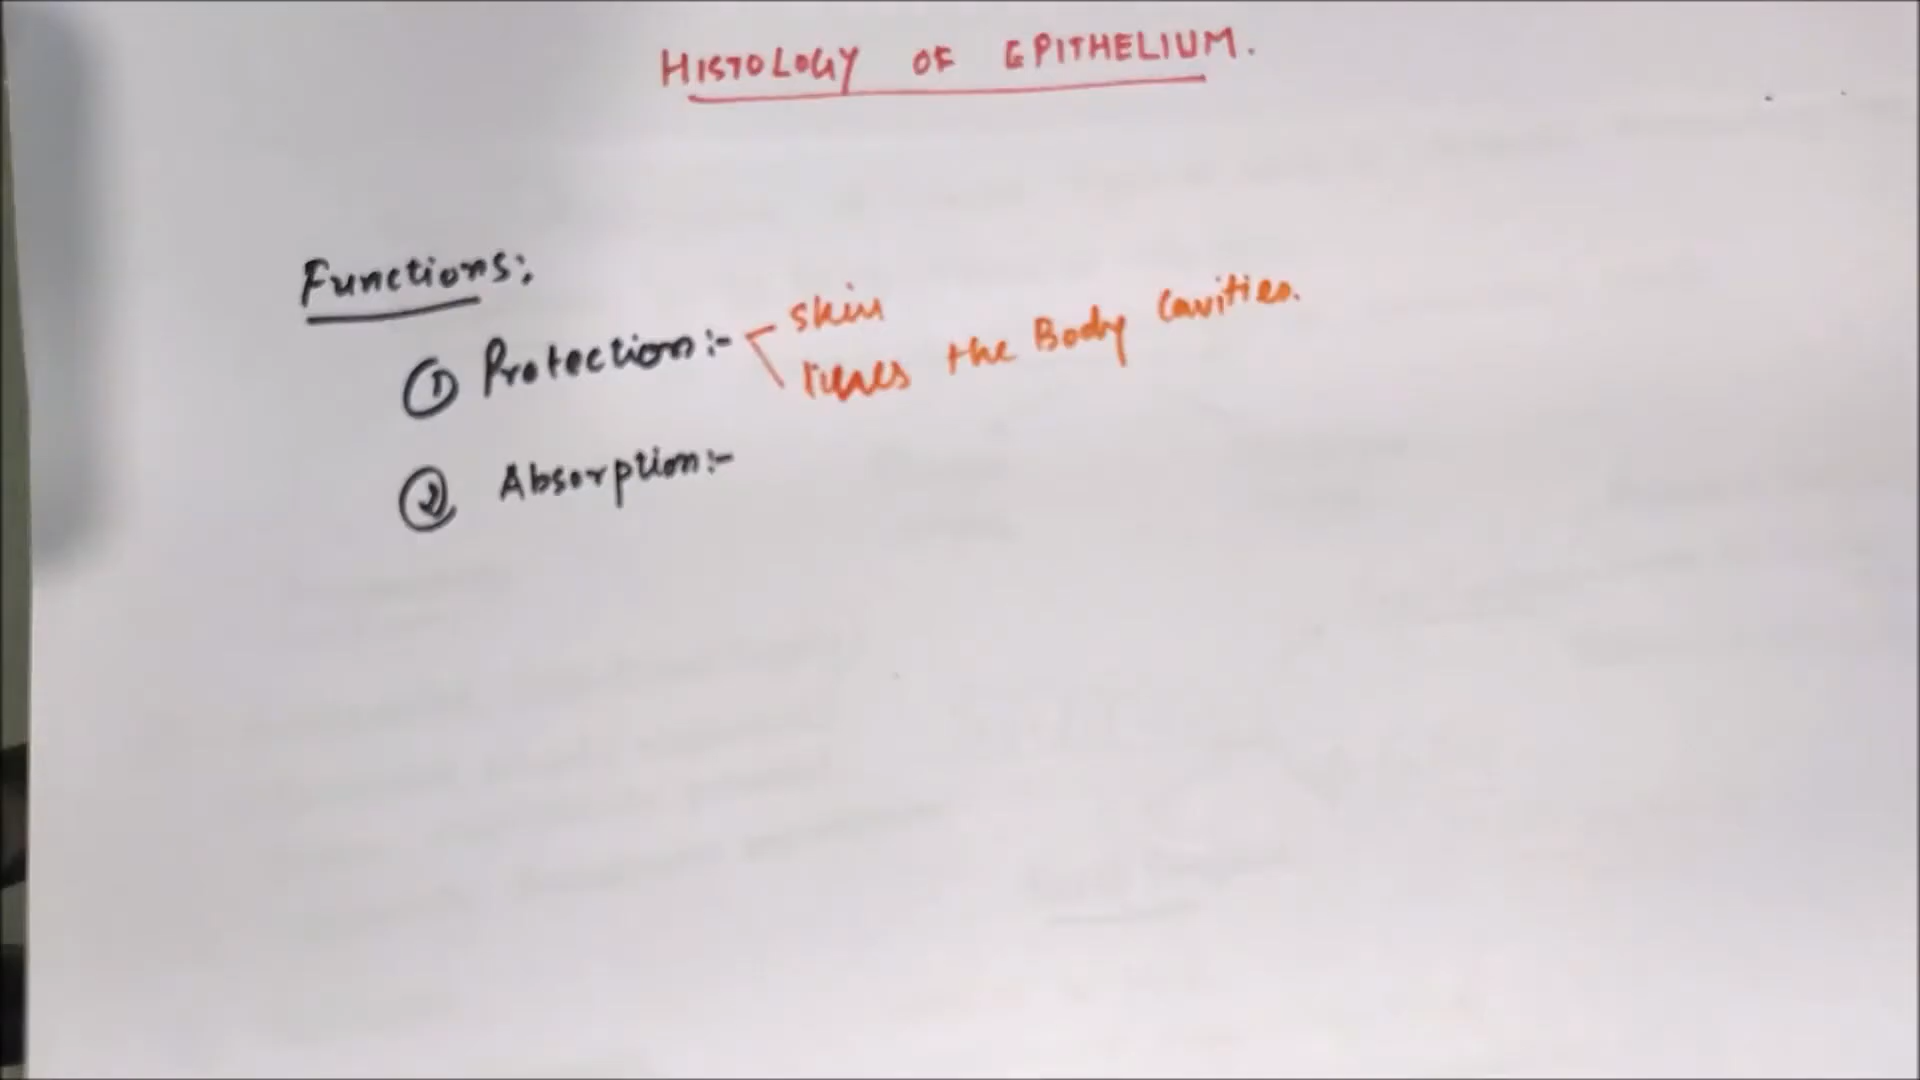 HISTOLOGY OF EPITHELIUM.
Functions:
① Protection:- skin
lines the Body Cavities.
② Absorption:-